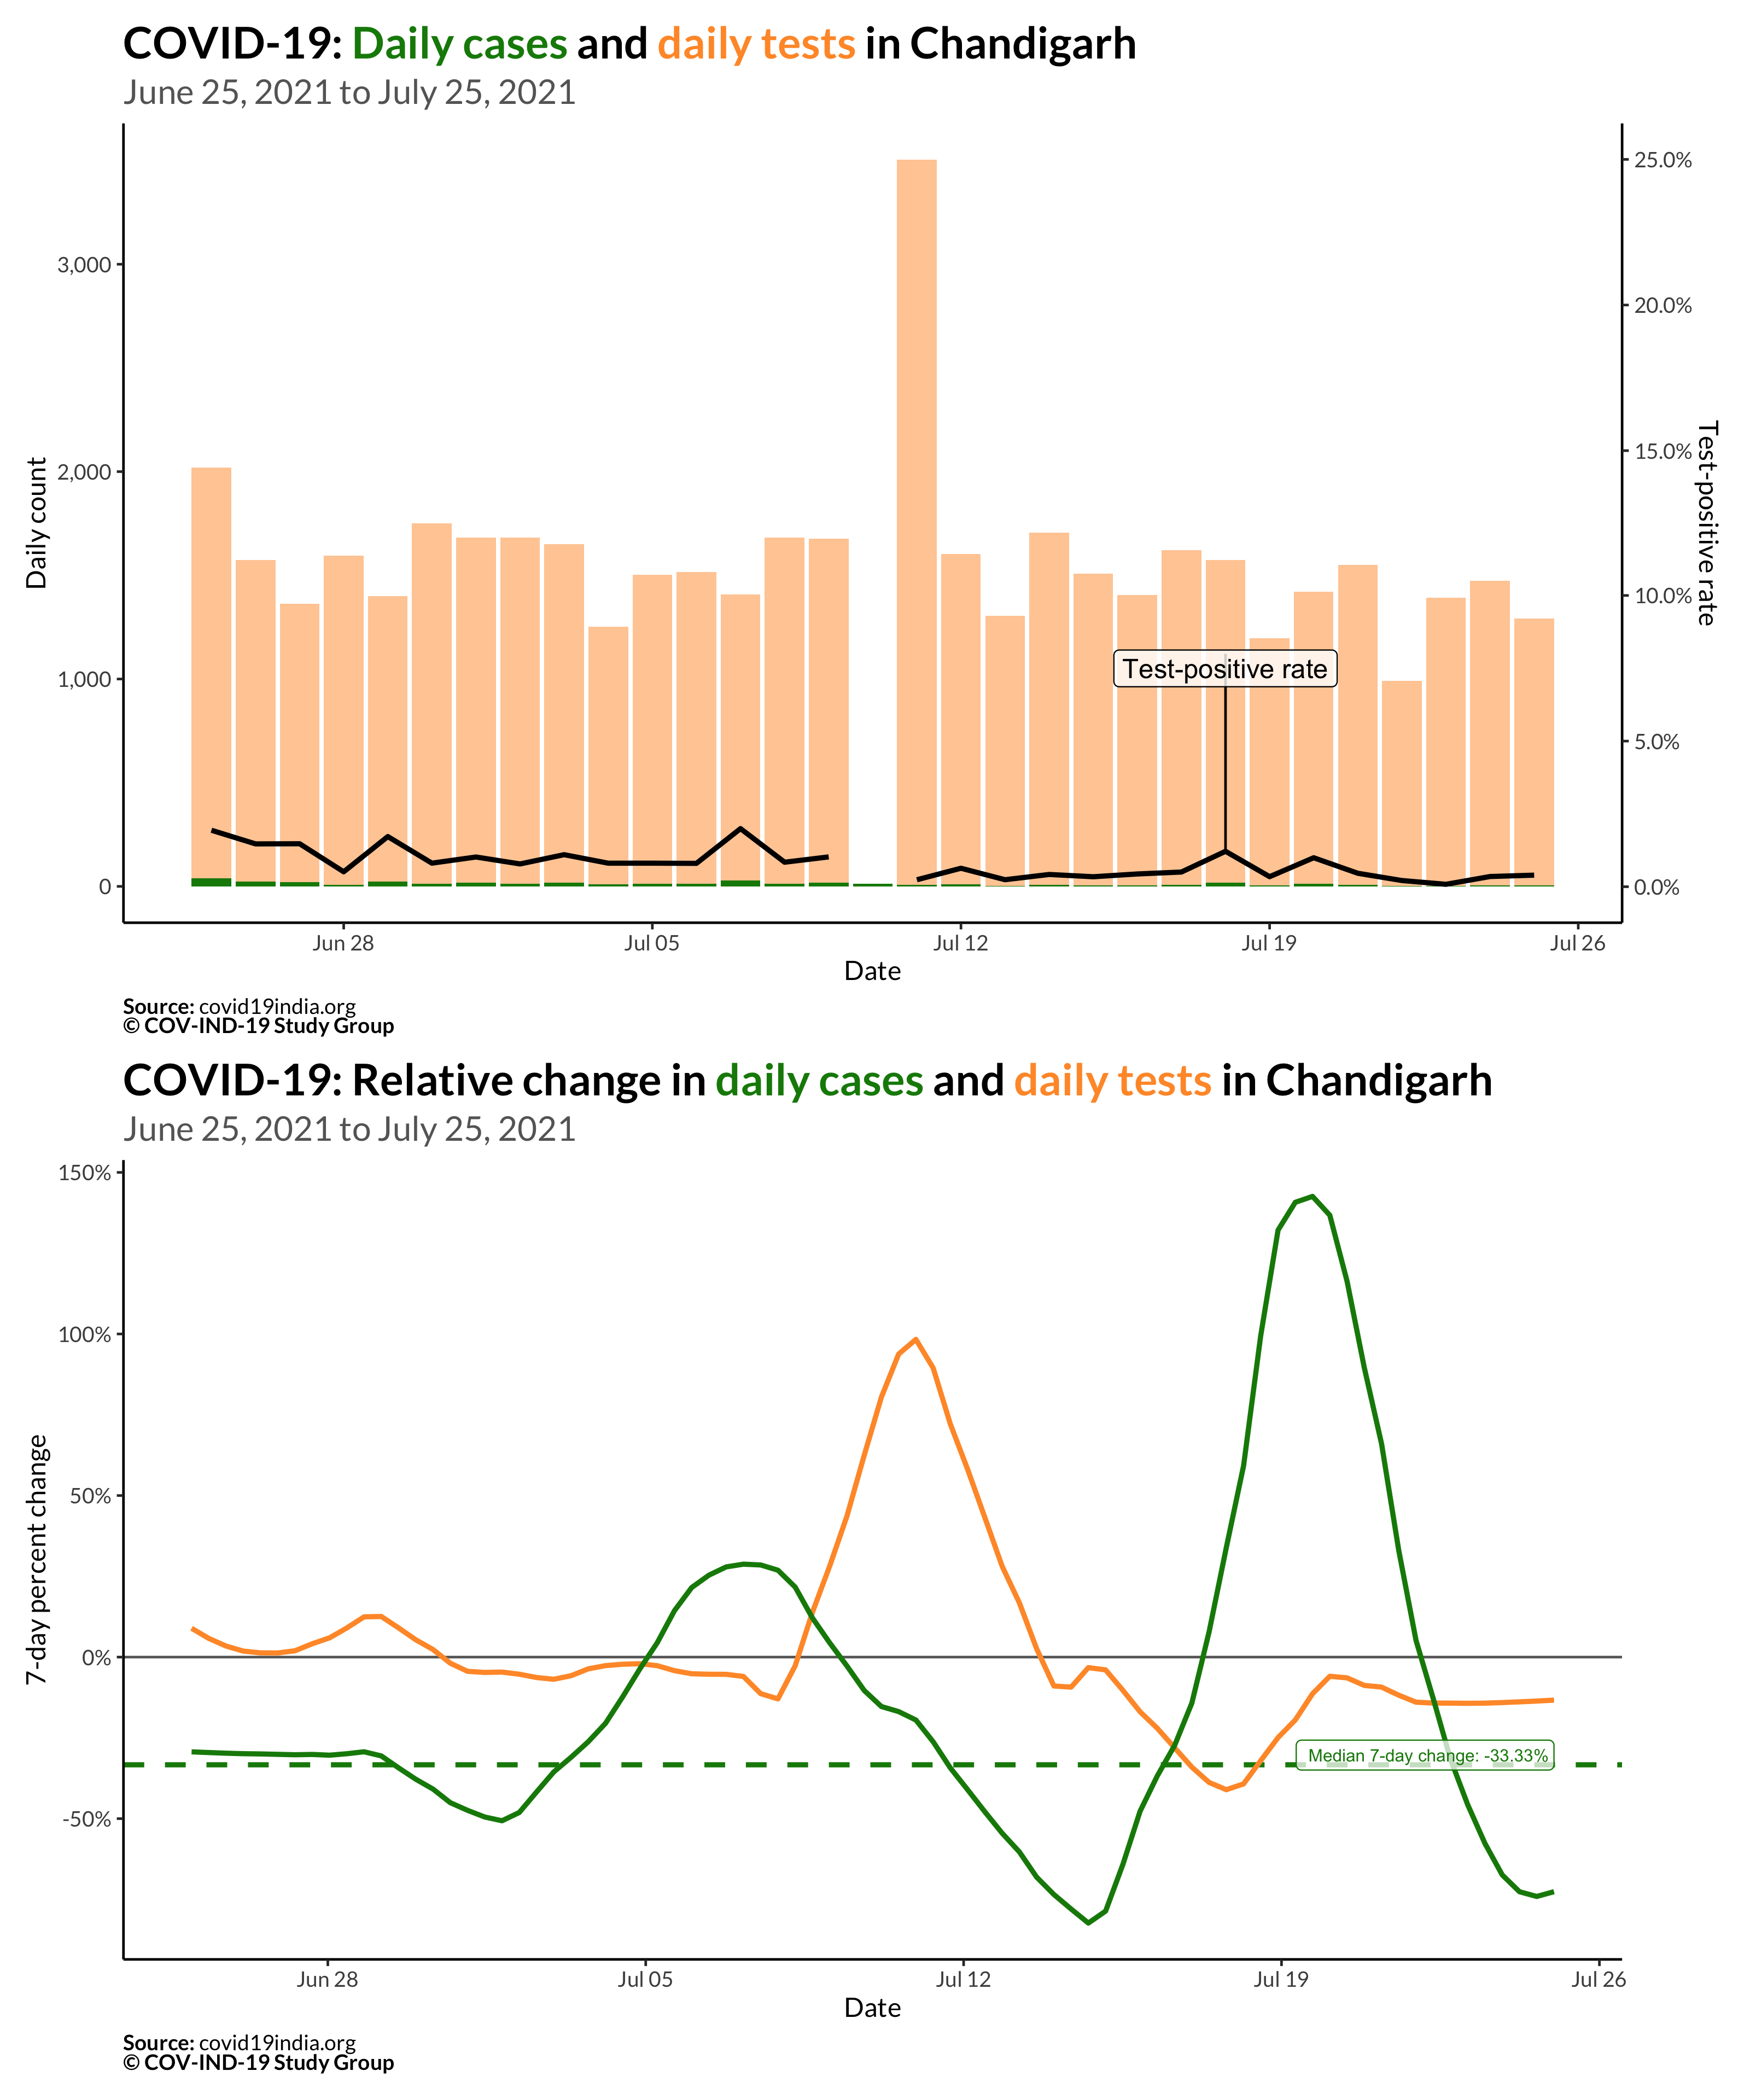 COVID-19: Daily cases and daily tests in Chandigarh
June 25, 2021 to July 25, 2021
Daily count
3,000
2,000
1,000
0
25.0%
20.0%
15.0%
10.0%
5.0%
0.0%
Test-positive rate
Test-positive rate
Jun 28
Jul 05
Jul 12
Jul 19
Jul 26
Date
Source: covid19india.org
© COV-IND-19 Study Group
COVID-19: Relative change in daily cases and daily tests in Chandigarh
June 25, 2021 to July 25, 2021
7-day percent change
150%
100%
50%
0%
-50%
Median 7-day change: -33.33%
Jun 28
Jul 05
Jul 12
Jul 19
Jul 26
Date
Source: covid19india.org
© COV-IND-19 Study Group